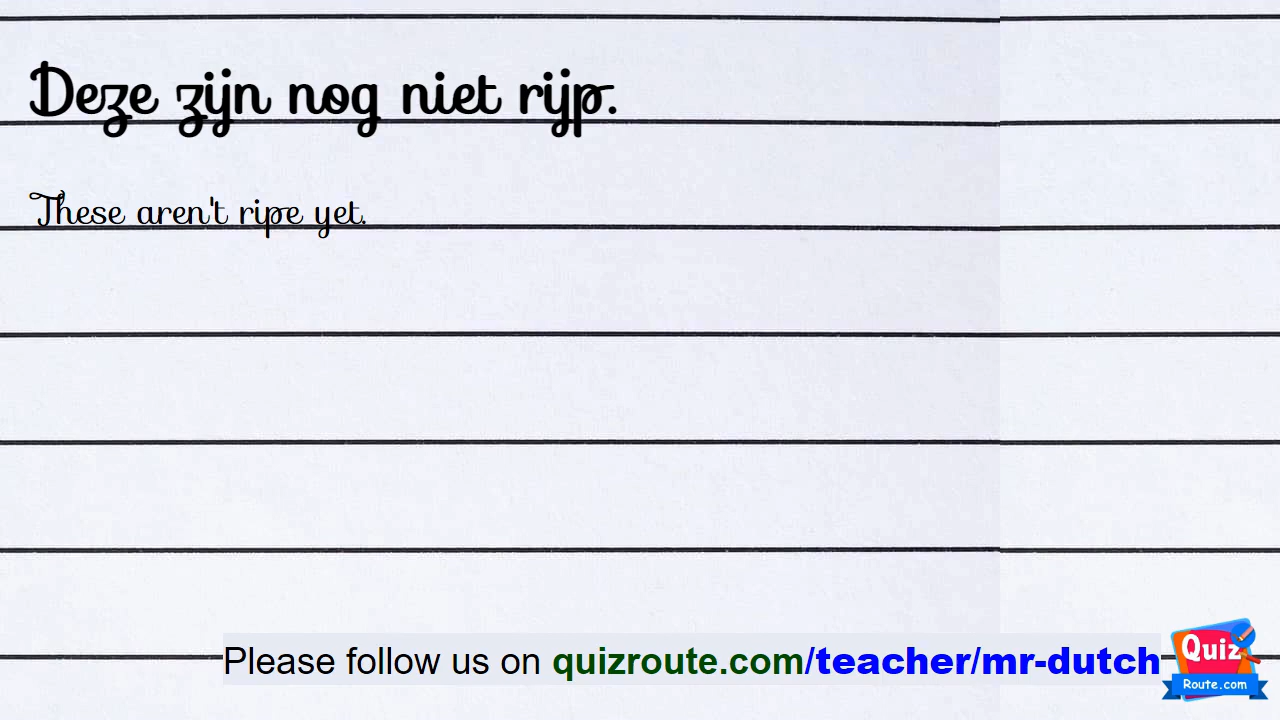 Deze zijn nog niet rijp.
These aren't ripe yet.
Please follow us on quizroute.com/teacher/mr-dutch
Quiz
Route.com